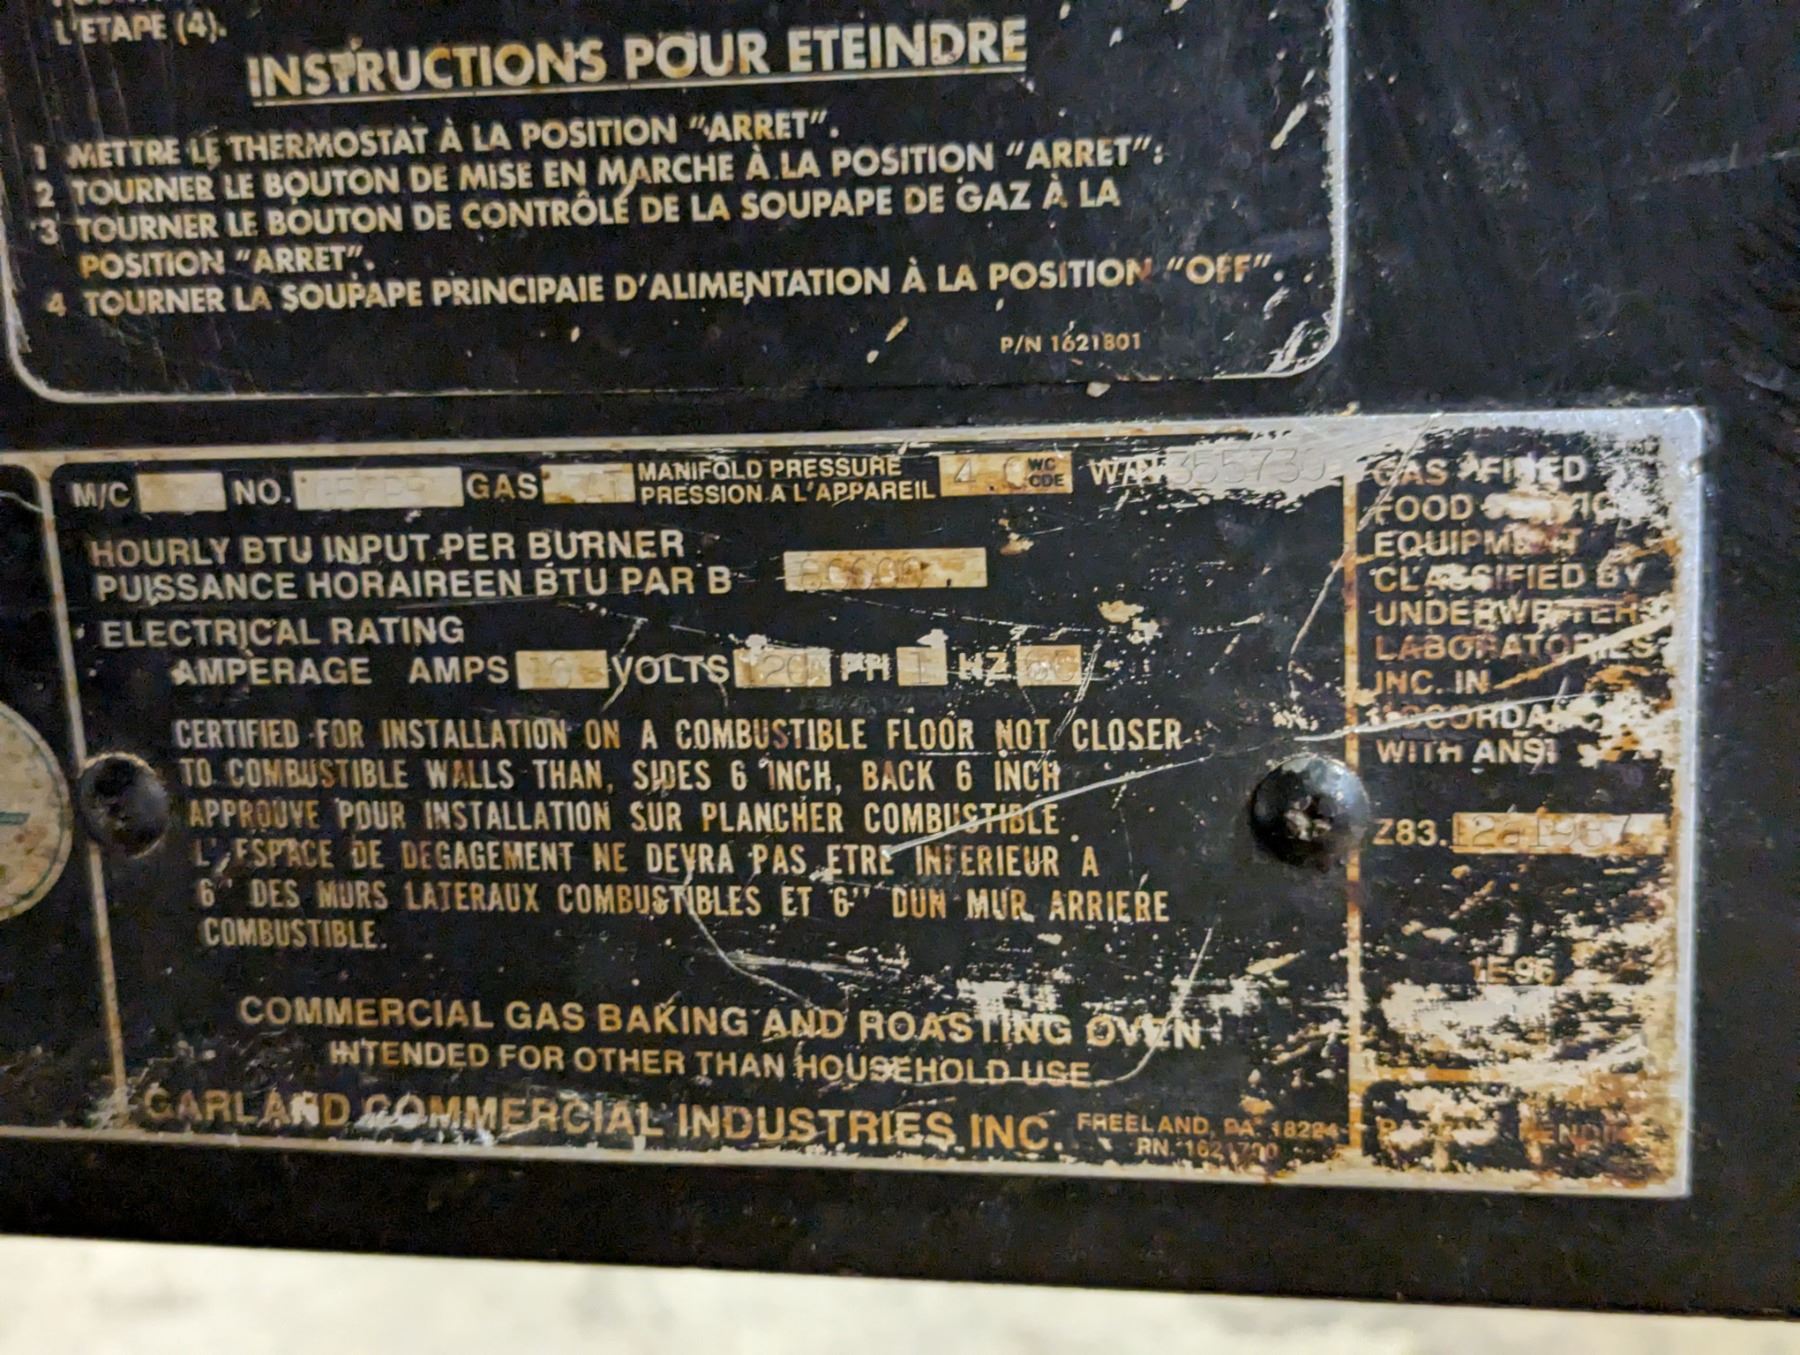 L'ETAPE (4).
INSTRUCTIONS POUR ETEINDRE
1 METTRE LE THERMOSTAT À LA POSITION "ARRET".
2 TOURNER LE BOUTON DE MISE EN MARCHE À LA POSITION "ARRET":
3 TOURNER LE BOUTON DE CONTRÔLE DE LA SOUPAPE DE GAZ À LA
POSITION "ARRET".
4 TOURNER LA SOUPAPE PRINCIPAIE D'ALIMENTATION À LA POSITION "OFF".
P/N 1621801
M/C NO. GAS MANIFOLD PRESSURE 4.0 WC
PRESSION A L'APPAREIL CDE
HOURLY BTU INPUT PER BURNER
PUISSANCE HORAIREEN BTU PAR B
ELECTRICAL RATING
AMPERAGE AMPS VOLTS PH 1 HZ
CERTIFIED FOR INSTALLATION ON A COMBUSTIBLE FLOOR NOT CLOSER
TO COMBUSTIBLE WALLS THAN, SIDES 6 INCH, BACK 6 INCH
APPROUVE POUR INSTALLATION SUR PLANCHER COMBUSTIBLE.
L' ESPACE DE DEGAGEMENT NE DEVRA PAS ETRE INFERIEUR A
6" DES MURS LATERAUX COMBUSTIBLES ET 6" DUN MUR ARRIERE
COMBUSTIBLE.
COMMERCIAL GAS BAKING AND ROASTING OVEN
INTENDED FOR OTHER THAN HOUSEHOLD USE
GARLAND COMMERCIAL INDUSTRIES INC. FREELAND, PA.
GAS FIRED
FOOD
EQUIPMENT
CLASSIFIED BY
UNDERWRITERS
LABORATORIES
INC. IN
ACCORDANCE
WITH ANSI
Z83.
1E96